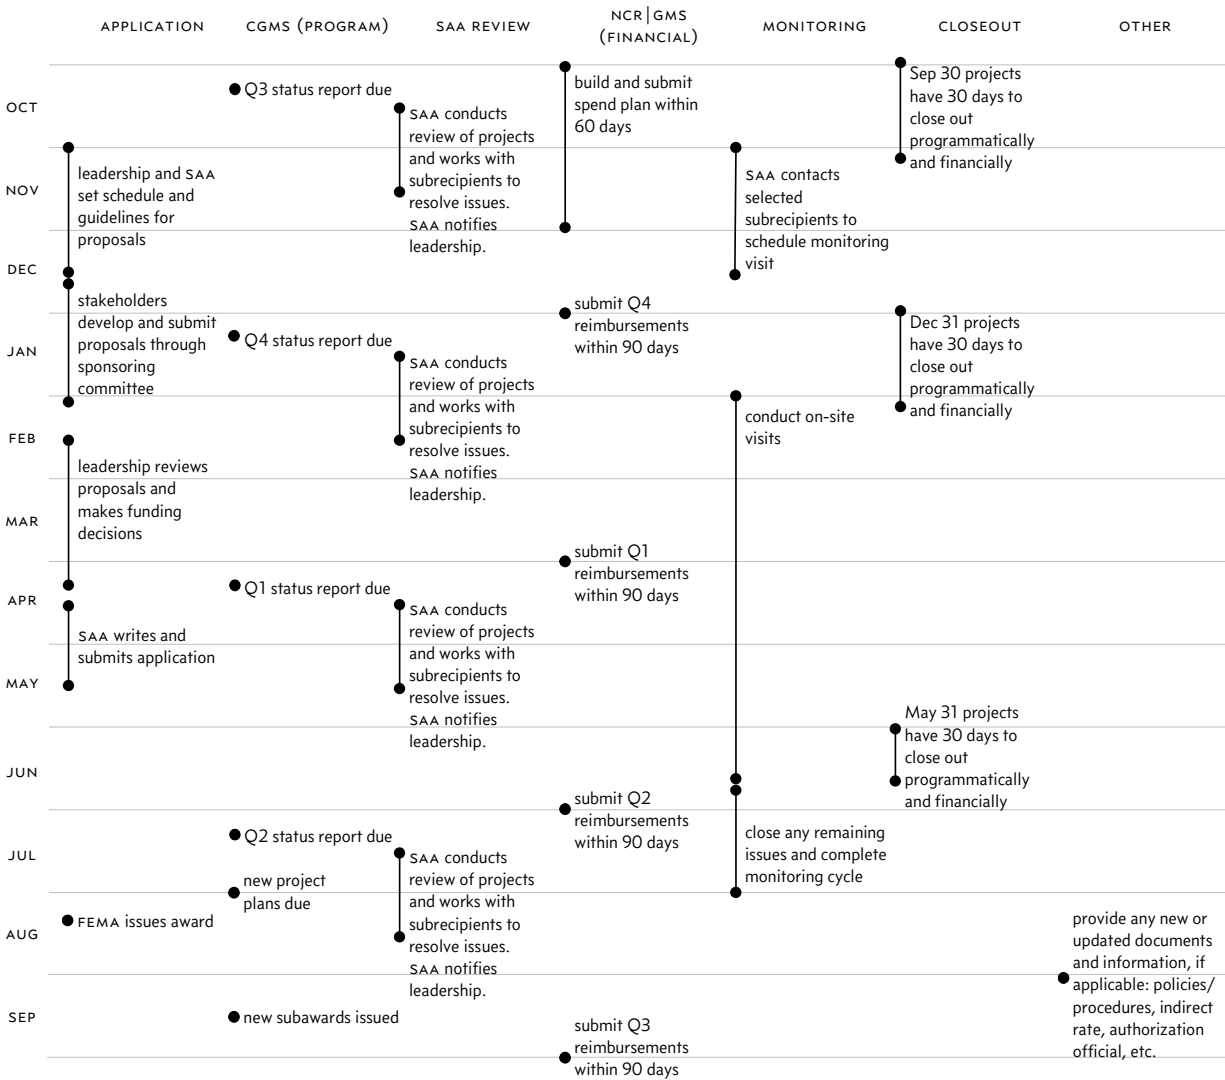 APPLICATION
CGMS (PROGRAM)
SAA REVIEW
NCR|GMS
(FINANCIAL)
MONITORING
CLOSEOUT
OTHER
OCT
NOV
DEC
JAN
FEB
MAR
APR
MAY
JUN
JUL
AUG
SEP
leadership and SAA
set schedule and
guidelines for
proposals
stakeholders
develop and submit
proposals through
sponsoring
committee
leadership reviews
proposals and
makes funding
decisions
SAA writes and
submits application
FEMA issues award
Q3 status report due
Q4 status report due
Q1 status report due
Q2 status report due
new project
plans due
new subawards issued
SAA conducts
review of projects
and works with
subrecipients to
resolve issues.
SAA notifies
leadership.
SAA conducts
review of projects
and works with
subrecipients to
resolve issues.
SAA notifies
leadership.
SAA conducts
review of projects
and works with
subrecipients to
resolve issues.
SAA notifies
leadership.
SAA conducts
review of projects
and works with
subrecipients to
resolve issues.
SAA notifies
leadership.
build and submit
spend plan within
60 days
submit Q4
reimbursements
within 90 days
submit Q1
reimbursements
within 90 days
submit Q2
reimbursements
within 90 days
submit Q3
reimbursements
within 90 days
SAA contacts
selected
subrecipients to
schedule monitoring
visit
conduct on-site
visits
close any remaining
issues and complete
monitoring cycle
Sep 30 projects
have 30 days to
close out
programmatically
and financially
Dec 31 projects
have 30 days to
close out
programmatically
and financially
May 31 projects
have 30 days to
close out
programmatically
and financially
provide any new or
updated documents
and information, if
applicable: policies/
procedures, indirect
rate, authorization
official, etc.